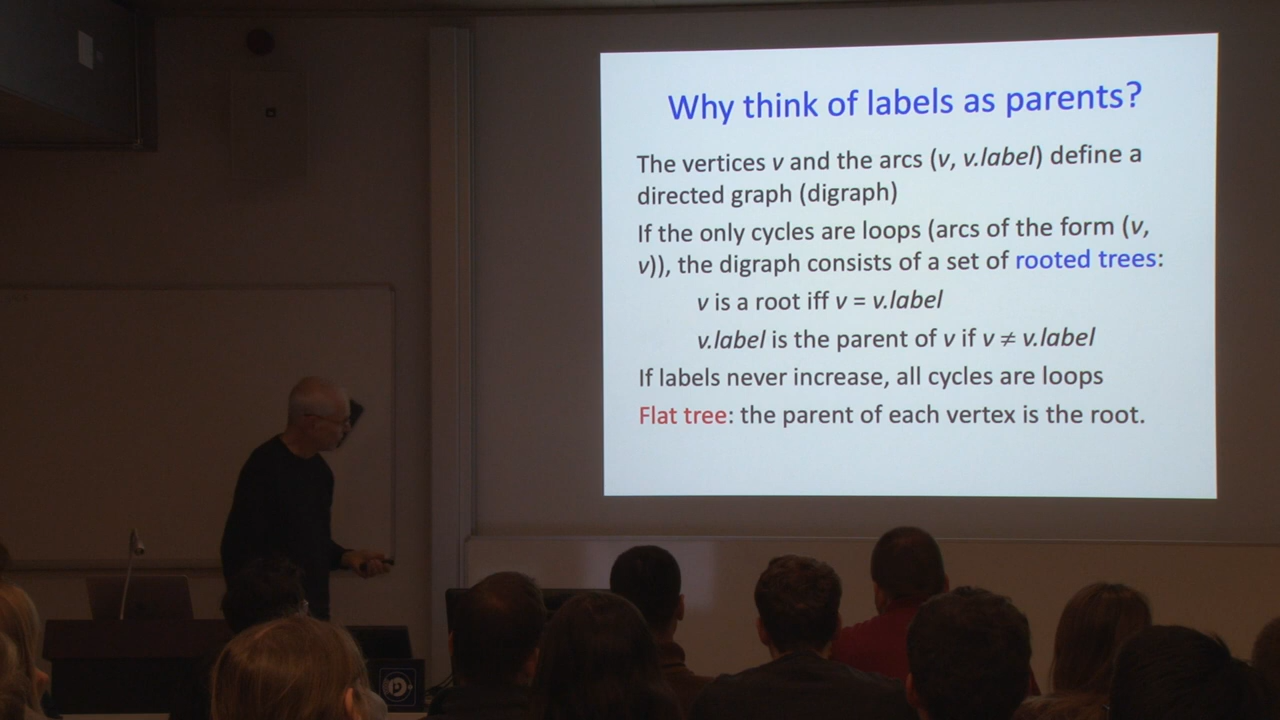 Why think of labels as parents?
The vertices v and the arcs (v, v.label) define a
directed graph (digraph)
If the only cycles are loops (arcs of the form (v,
v)), the digraph consists of a set of rooted trees:
v is a root iff v = v.label
v.label is the parent of v if v ≠ v.label
If labels never increase, all cycles are loops
Flat tree: the parent of each vertex is the root.